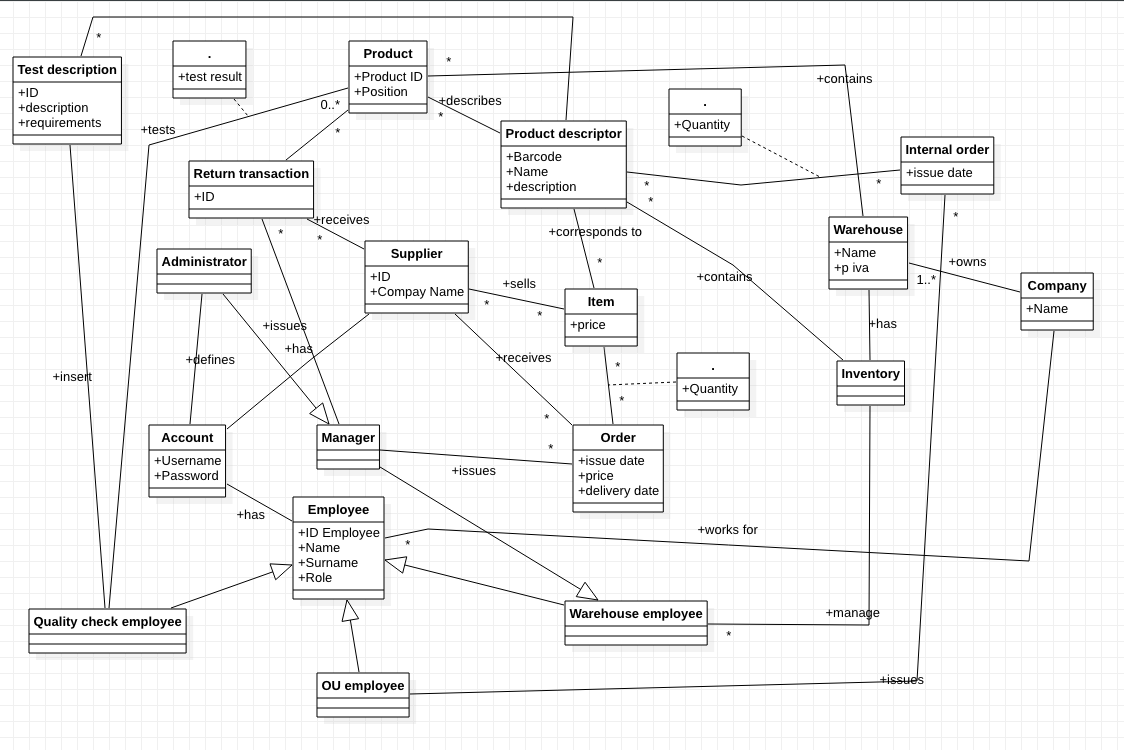 *
Test description
+ID
+description
+requirements
.
+test result
Product
+Product ID
+Position
*
+contains
0..*
+tests
*
+describes
*
.
+Quantity
Product descriptor
+Barcode
+Name
+description
Internal order
+issue date
*
*
*
*
Return transaction
+ID
+receives
*
*
+corresponds to
*
Warehouse
+Name
+p iva
+owns
1..*
Company
+Name
Administrator
Supplier
+ID
+Compay Name
+sells
*
*
+contains
Item
+price
+issues
+has
+defines
+has
+receives
*
*
*
.
+Quantity
Inventory
+insert
Account
+Username
+Password
Manager
*
+issues
Order
+issue date
+price
+delivery date
+has
Employee
+ID Employee
+Name
+Surname
+Role
*
+works for
Quality check employee
Warehouse employee
*
+manage
OU employee
+issues